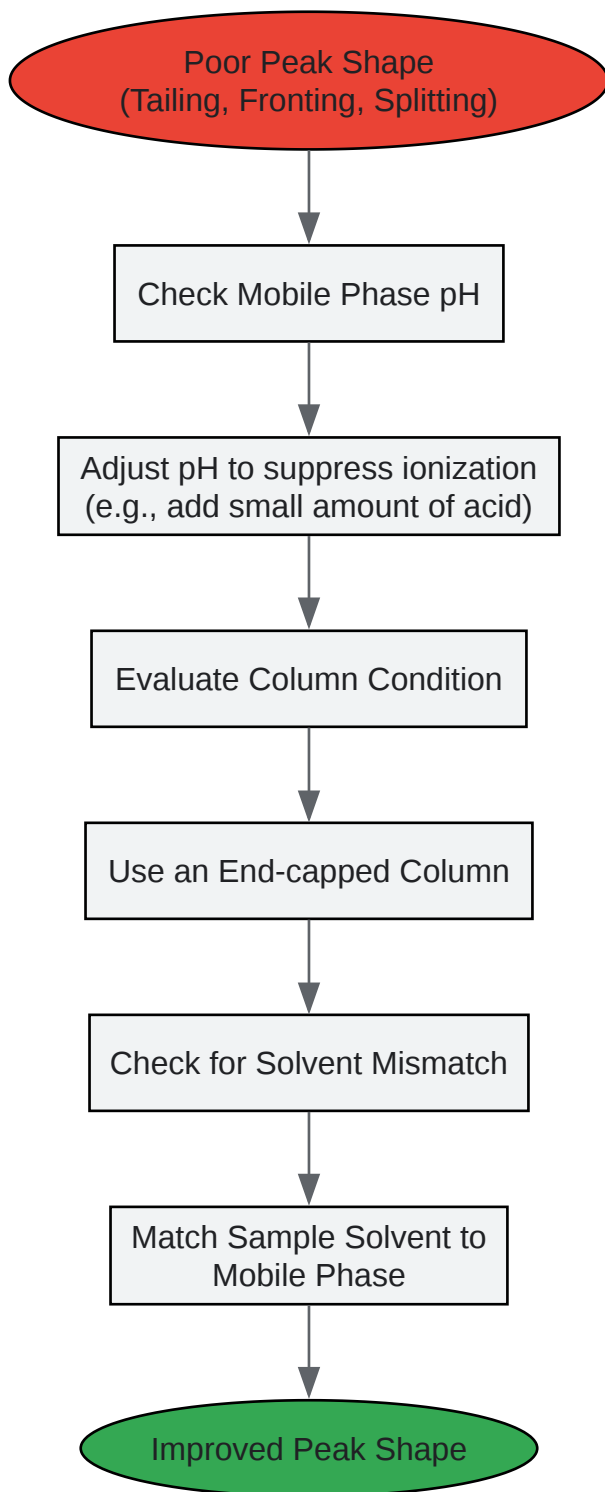 Poor Peak Shape
(Tailing, Fronting, Splitting)
Check Mobile Phase pH
Adjust pH to suppress ionization
(e.g., add small amount of acid)
Evaluate Column Condition
Use an End-capped Column
Check for Solvent Mismatch
Match Sample Solvent to
Mobile Phase
Improved Peak Shape